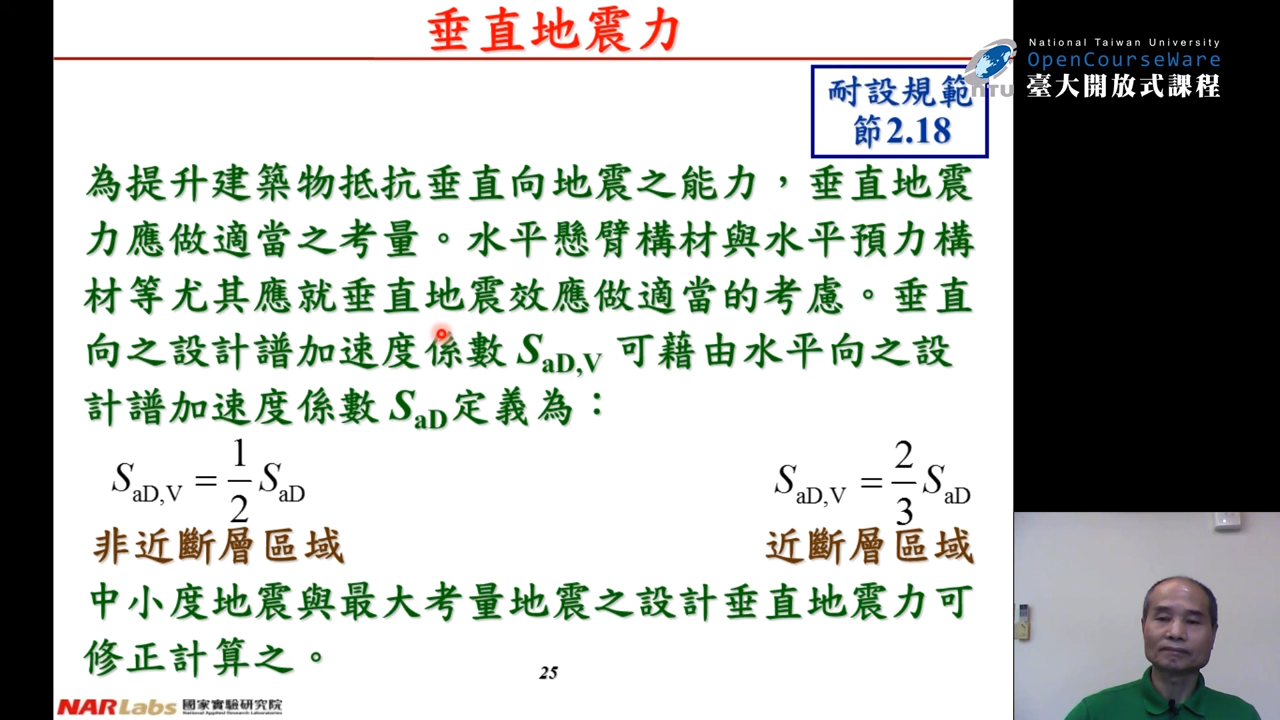 垂直地震力
National Taiwan University
OpenCourseWare
臺大開放式課程
NTU
耐設規範
節2.18
為提升建築物抵抗垂直向地震之能力，垂直地震
力應做適當之考量。水平懸臂構材與水平預力構
材等尤其應就垂直地震效應做適當的考慮。垂直
向之設計譜加速度係數 SaD,V 可藉由水平向之設
計譜加速度係數 SaD定義為：
SaD,V = 1/2 SaD
SaD,V = 2/3 SaD
非近斷層區域
近斷層區域
中小度地震與最大考量地震之設計垂直地震力可
修正計算之。
25
NARLabs 國家實驗研究院
National Applied Research Laboratories